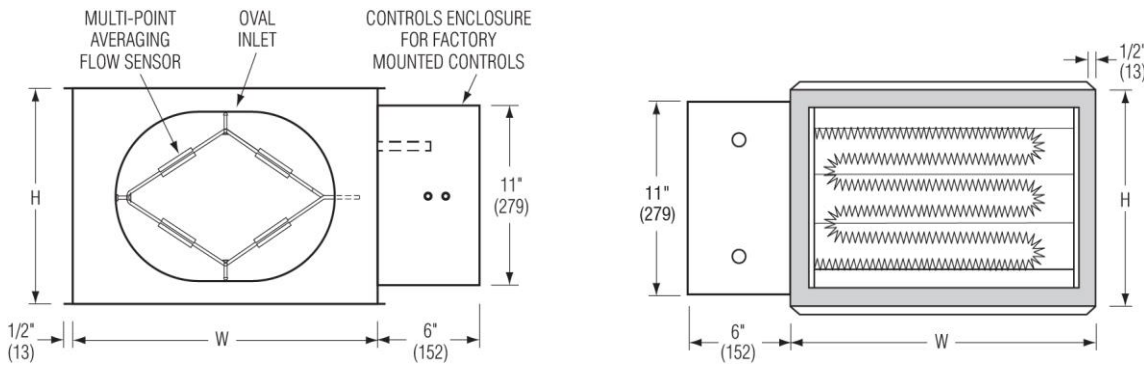 MULTI-POINT
AVERAGING
FLOW SENSOR
OVAL
INLET
CONTROLS ENCLOSURE
FOR FACTORY
MOUNTED CONTROLS
H
11"
(279)
1/2"
(13)
W
6"
(152)
1/2"
(13)
11"
(279)
H
6"
(152)
W